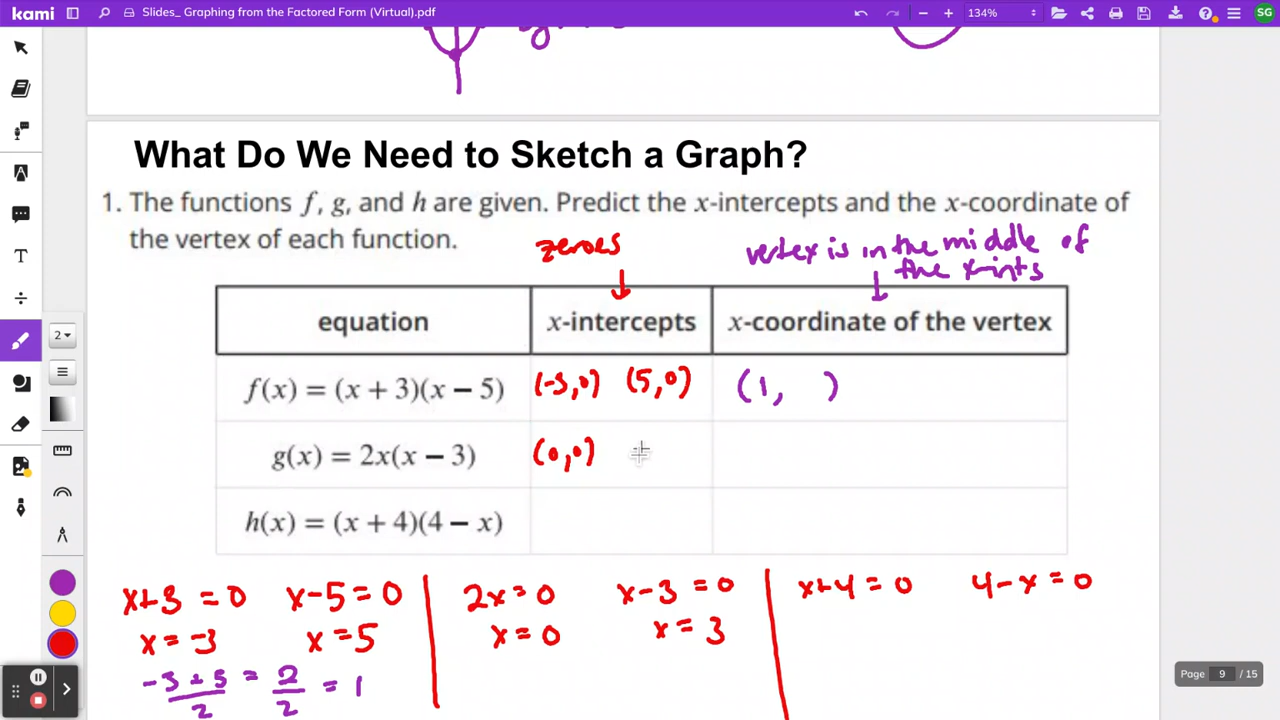 kami
Slides_ Graphing from the Factored Form (Virtual).pdf
134%
SG
What Do We Need to Sketch a Graph?
1. The functions f, g, and h are given. Predict the x-intercepts and the x-coordinate of
the vertex of each function.
zeroes
vertex is in the middle of
the x-ints
equation x-intercepts x-coordinate of the vertex
f(x) = (x + 3)(x − 5) (-3,0) (5,0) (1, )
g(x) = 2x(x − 3) (0,0)
h(x) = (x + 4)(4 − x)
x+3 = 0 x-5=0 2x=0 x-3=0 x+4=0 4-x=0
x=-3 x=5 x=0 x=3
-3+5/2 = 2/2 = 1
2
Page 9 / 15